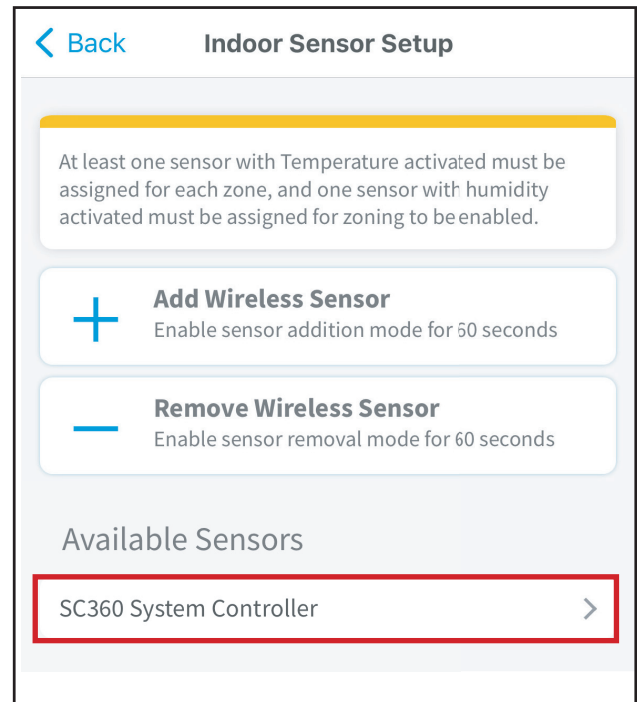 Back
Indoor Sensor Setup
At least one sensor with Temperature activated must be
assigned for each zone, and one sensor with humidity
activated must be assigned for zoning to be enabled.
Add Wireless Sensor
Enable sensor addition mode for 60 seconds
Remove Wireless Sensor
Enable sensor removal mode for 60 seconds
Available Sensors
SC360 System Controller